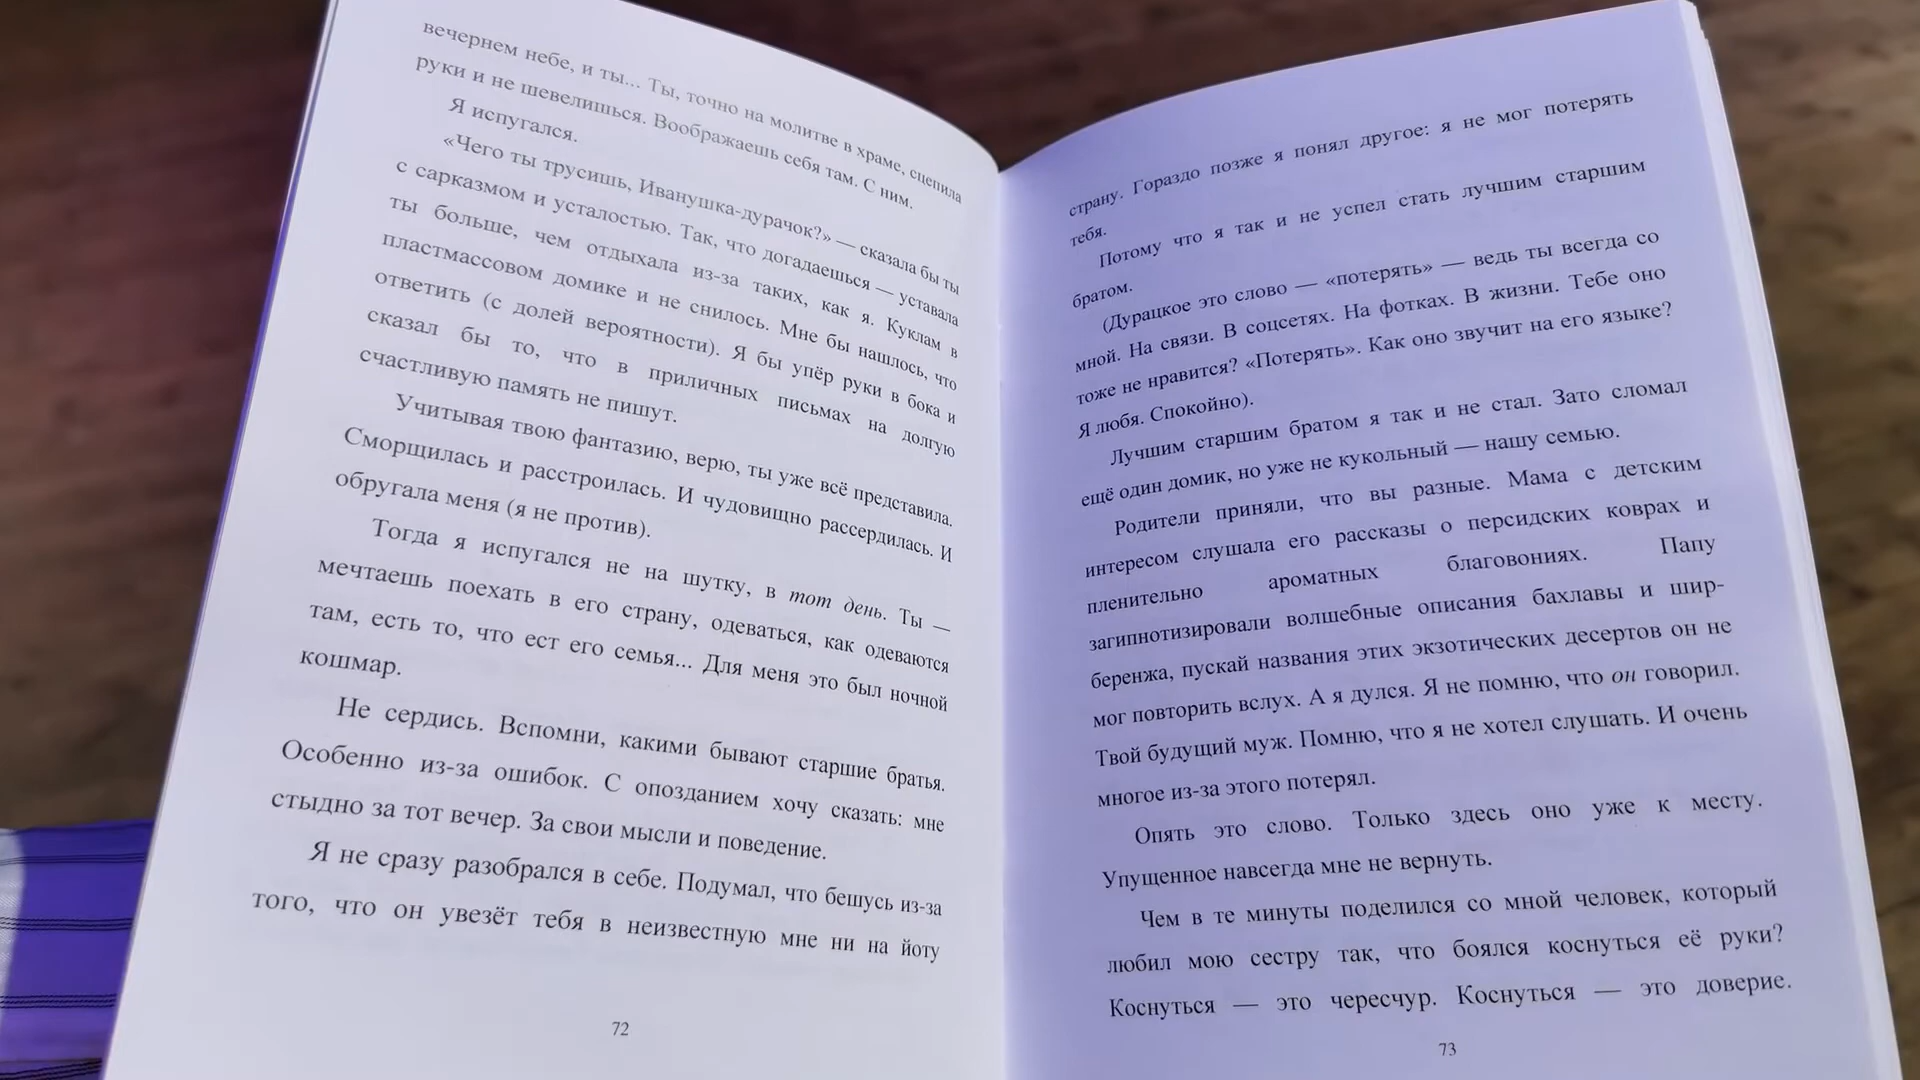 вечернем небе, и ты... Ты, точно на молитве в храме, сцепила
руки и не шевелишься. Воображаешь себя там. С ним.
Я испугался.
«Чего ты трусишь, Иванушка-дурачок?» — сказала бы ты
с сарказмом и усталостью. Так, что догадаешься — уставала
ты больше, чем отдыхала из-за таких, как я. Куклам в
пластмассовом домике и не снилось. Мне бы нашлось, что
ответить (с долей вероятности). Я бы упёр руки в бока и
сказал бы то, что в приличных письмах на долгую
счастливую память не пишут.
Учитывая твою фантазию, верю, ты уже всё представила.
Сморщилась и расстроилась. И чудовищно рассердилась. И
обругала меня (я не против).
Тогда я испугался не на шутку, в тот день. Ты —
мечтаешь поехать в его страну, одеваться, как одеваются
там, есть то, что ест его семья... Для меня это был ночной
кошмар.
Не сердись. Вспомни, какими бывают старшие братья.
Особенно из-за ошибок. С опозданием хочу сказать: мне
стыдно за тот вечер. За свои мысли и поведение.
Я не сразу разобрался в себе. Подумал, что бешусь из-за
того, что он увезёт тебя в неизвестную мне ни на йоту
72
страну. Гораздо позже я понял другое: я не мог потерять
тебя.
Потому что я так и не успел стать лучшим старшим
братом.
(Дурацкое это слово — «потерять» — ведь ты всегда со
мной. На связи. В соцсетях. На фотках. В жизни. Тебе оно
тоже не нравится? «Потерять». Как оно звучит на его языке?
Я любя. Спокойно).
Лучшим старшим братом я так и не стал. Зато сломал
ещё один домик, но уже не кукольный — нашу семью.
Родители приняли, что вы разные. Мама с детским
интересом слушала его рассказы о персидских коврах и
пленительно ароматных благовониях. Папу
загипнотизировали волшебные описания бахлавы и шир-
беренжа, пускай названия этих экзотических десертов он не
мог повторить вслух. А я дулся. Я не помню, что он говорил.
Твой будущий муж. Помню, что я не хотел слушать. И очень
многое из-за этого потерял.
Опять это слово. Только здесь оно уже к месту.
Упущенное навсегда мне не вернуть.
Чем в те минуты поделился со мной человек, который
любил мою сестру так, что боялся коснуться её руки?
Коснуться — это чересчур. Коснуться — это доверие.
73